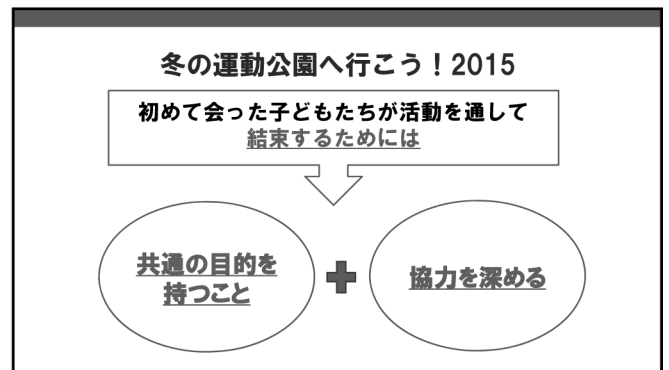 冬の運動公園へ行こう！2015
初めて会った子どもたちが活動を通して
結束するためには
共通の目的を
持つこと
協力を深める